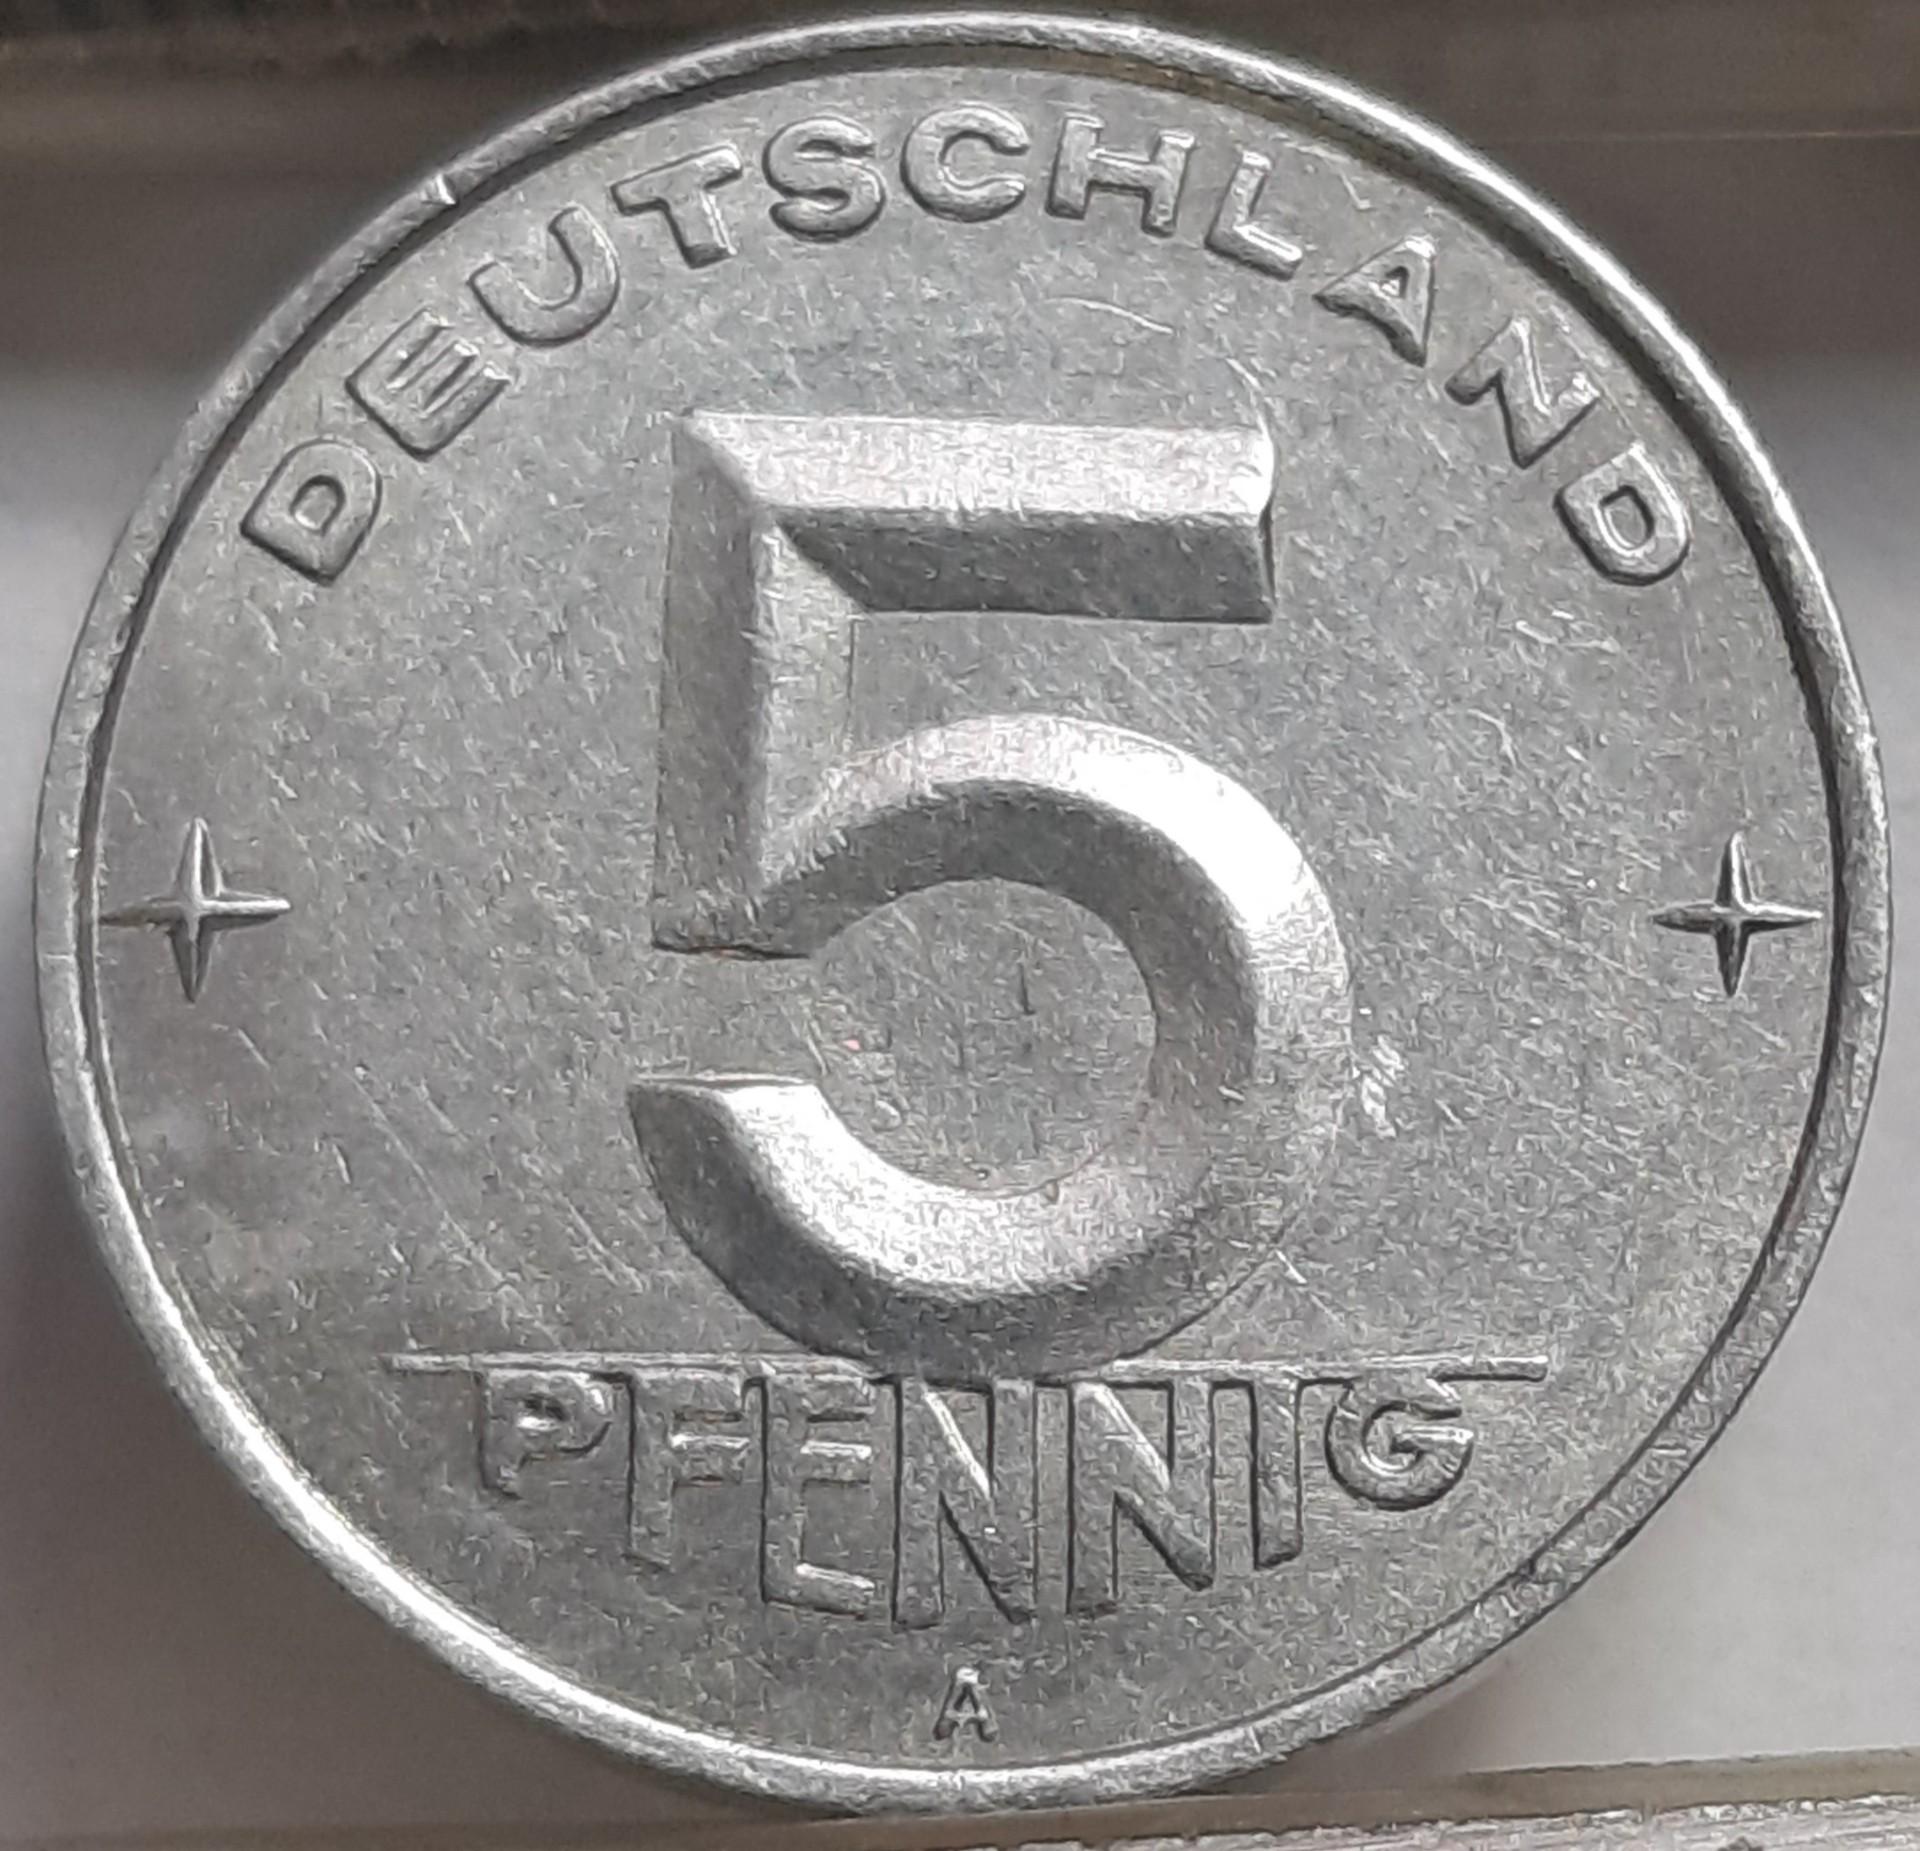 DEUTSCHLAND
5
PFENNIG
A